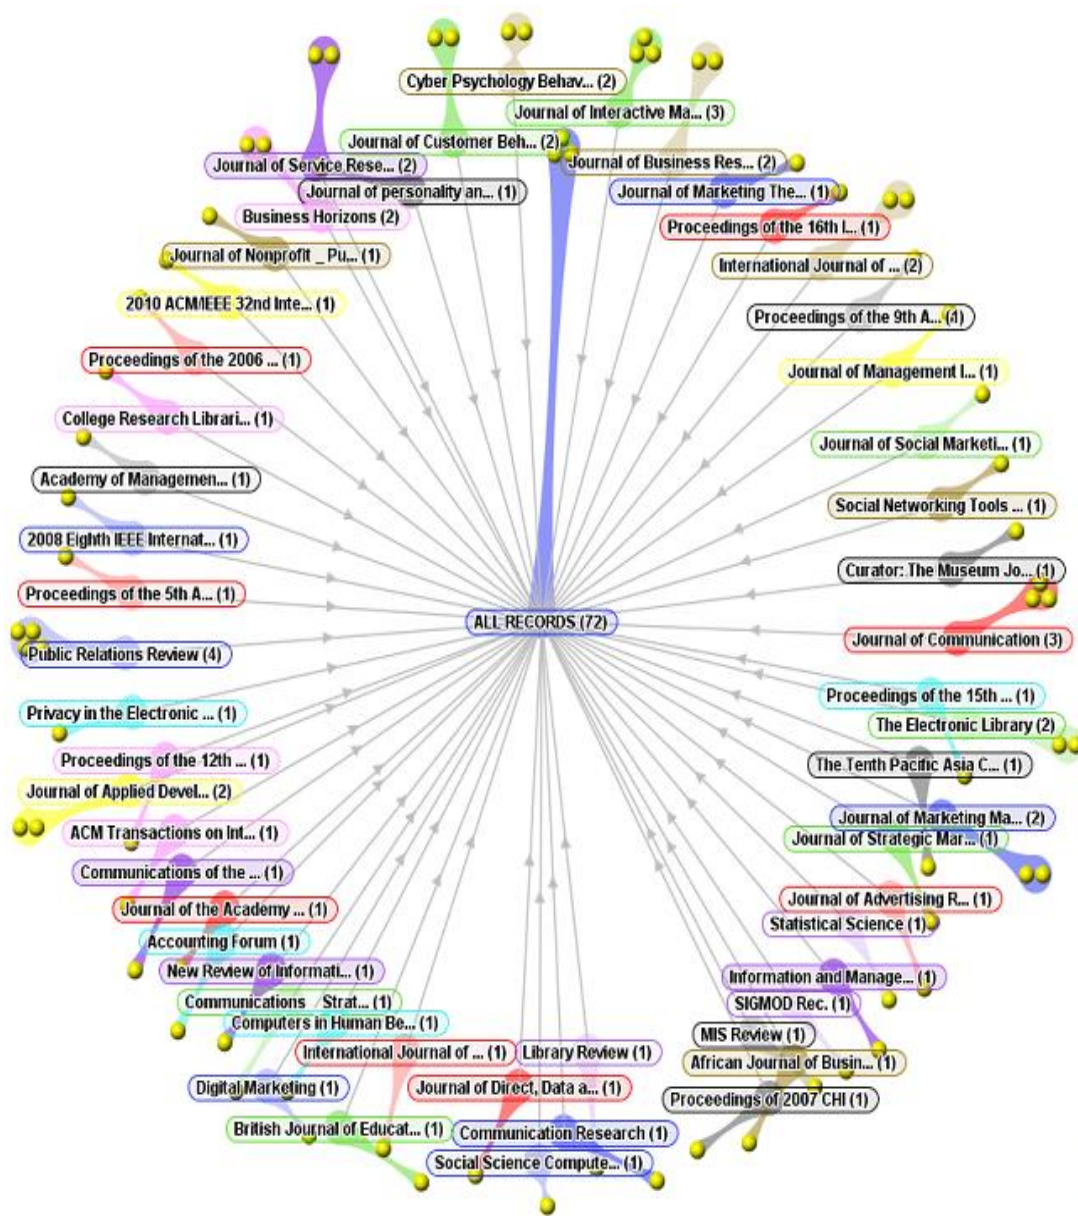 Cyber Psychology Behav... (2)
Journal of Interactive Ma... (3)
Journal of Customer Beh... (2)
Journal of Service Rese... (2)
Journal of Business Res... (2)
Journal of personality an... (1)
Journal of Marketing The... (1)
Business Horizons (2)
Proceedings of the 16th I... (1)
Journal of Nonprofit _ Pu... (1)
International Journal of ... (2)
2010 ACM/IEEE 32nd Inte... (1)
Proceedings of the 9th A... (1)
Proceedings of the 2006 ... (1)
Journal of Management I... (1)
College Research Librari... (1)
Journal of Social Marketi... (1)
Academy of Managemen... (1)
Social Networking Tools ... (1)
2008 Eighth IEEE Internat... (1)
Curator: The Museum Jo... (1)
Proceedings of the 5th A... (1)
ALL RECORDS (72)
Journal of Communication (3)
Public Relations Review (4)
Proceedings of the 15th ... (1)
Privacy in the Electronic ... (1)
The Electronic Library (2)
Proceedings of the 12th ... (1)
The Tenth Pacific Asia C... (1)
Journal of Applied Devel... (2)
Journal of Marketing Ma... (2)
ACM Transactions on Int... (1)
Journal of Strategic Mar... (1)
Communications of the ... (1)
Journal of Advertising R... (1)
Journal of the Academy ... (1)
Statistical Science (1)
Accounting Forum (1)
New Review of Informati... (1)
Information and Manage... (1)
Communications _ Strat... (1)
SIGMOD Rec. (1)
Computers in Human Be... (1)
MIS Review (1)
International Journal of ... (1)
Library Review (1)
African Journal of Busin... (1)
Digital Marketing (1)
Journal of Direct, Data a... (1)
Proceedings of 2007 CHI (1)
British Journal of Educat... (1)
Communication Research (1)
Social Science Compute... (1)